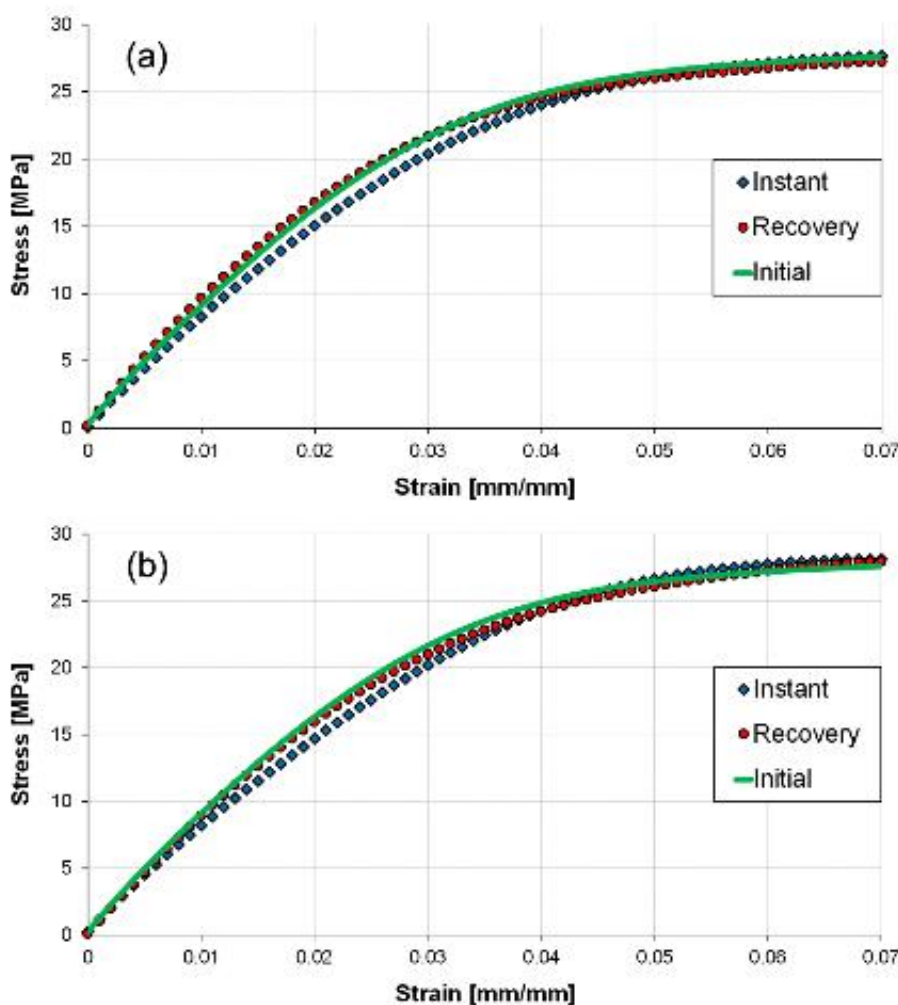 (a)
30
25
20
15
10
5
0
Stress [MPa]
Instant
Recovery
Initial
0 0.01 0.02 0.03 0.04 0.05 0.06 0.07
Strain [mm/mm]
(b)
30
25
20
15
10
5
0
Stress [MPa]
Instant
Recovery
Initial
0 0.01 0.02 0.03 0.04 0.05 0.06 0.07
Strain [mm/mm]